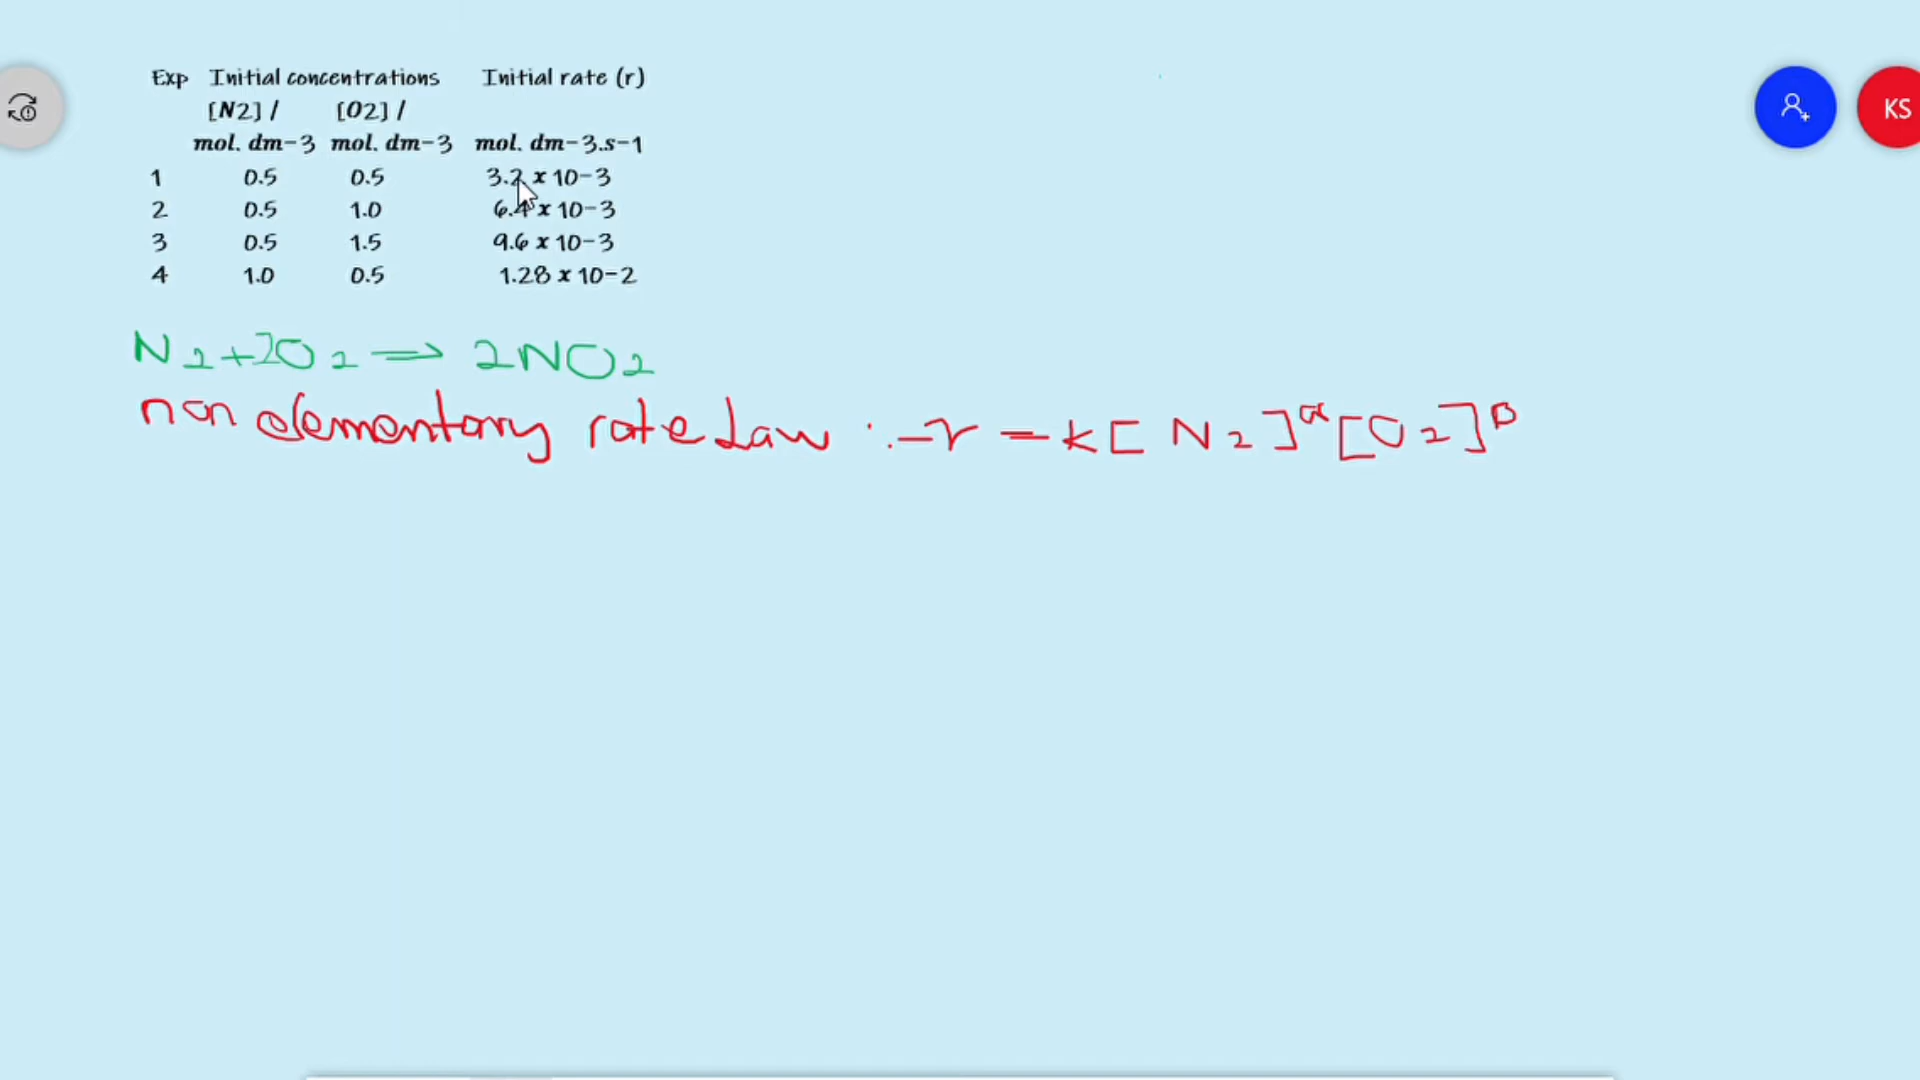 Exp Initial concentrations Initial rate (r)
[N2] / [O2] /
mol. dm-3 mol. dm-3 mol. dm-3.s-1
1 0.5 0.5 3.2 x 10-3
2 0.5 1.0 6.4 x 10-3
3 0.5 1.5 9.6 x 10-3
4 1.0 0.5 1.28 x 10-2
KS
N2+2O2 ⇒ 2NO2
non elementary rate Law :. -r = k[N2]^α[O2]^β